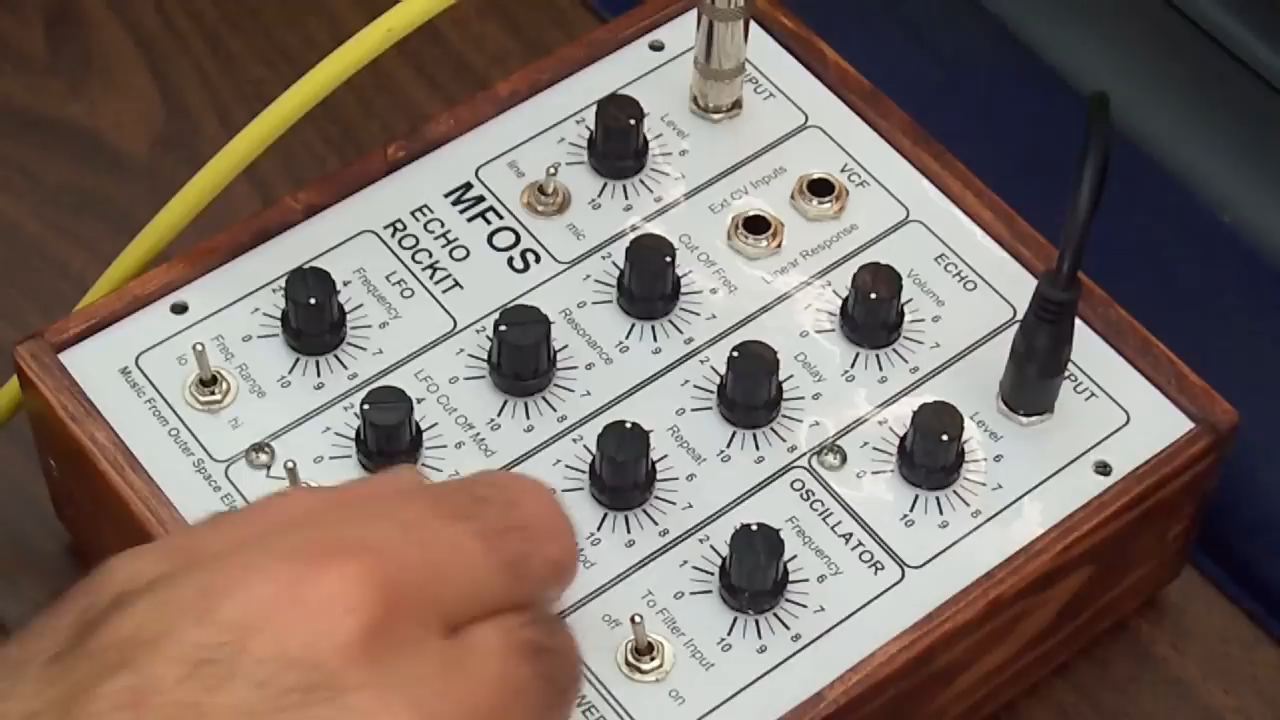 Level
line
mic
MFOS
ECHO
ROCKIT
VCF
Ext.CV Inputs
Linear Response
Cut Off Freq.
Resonance
LFO
Frequency
Freq. Range
lo
hi
LFO Cut Off Mod
ECHO
Volume
Delay
Repeat
Level
OSCILLATOR
Frequency
To Filter Input
off
on
Music From Outer Space